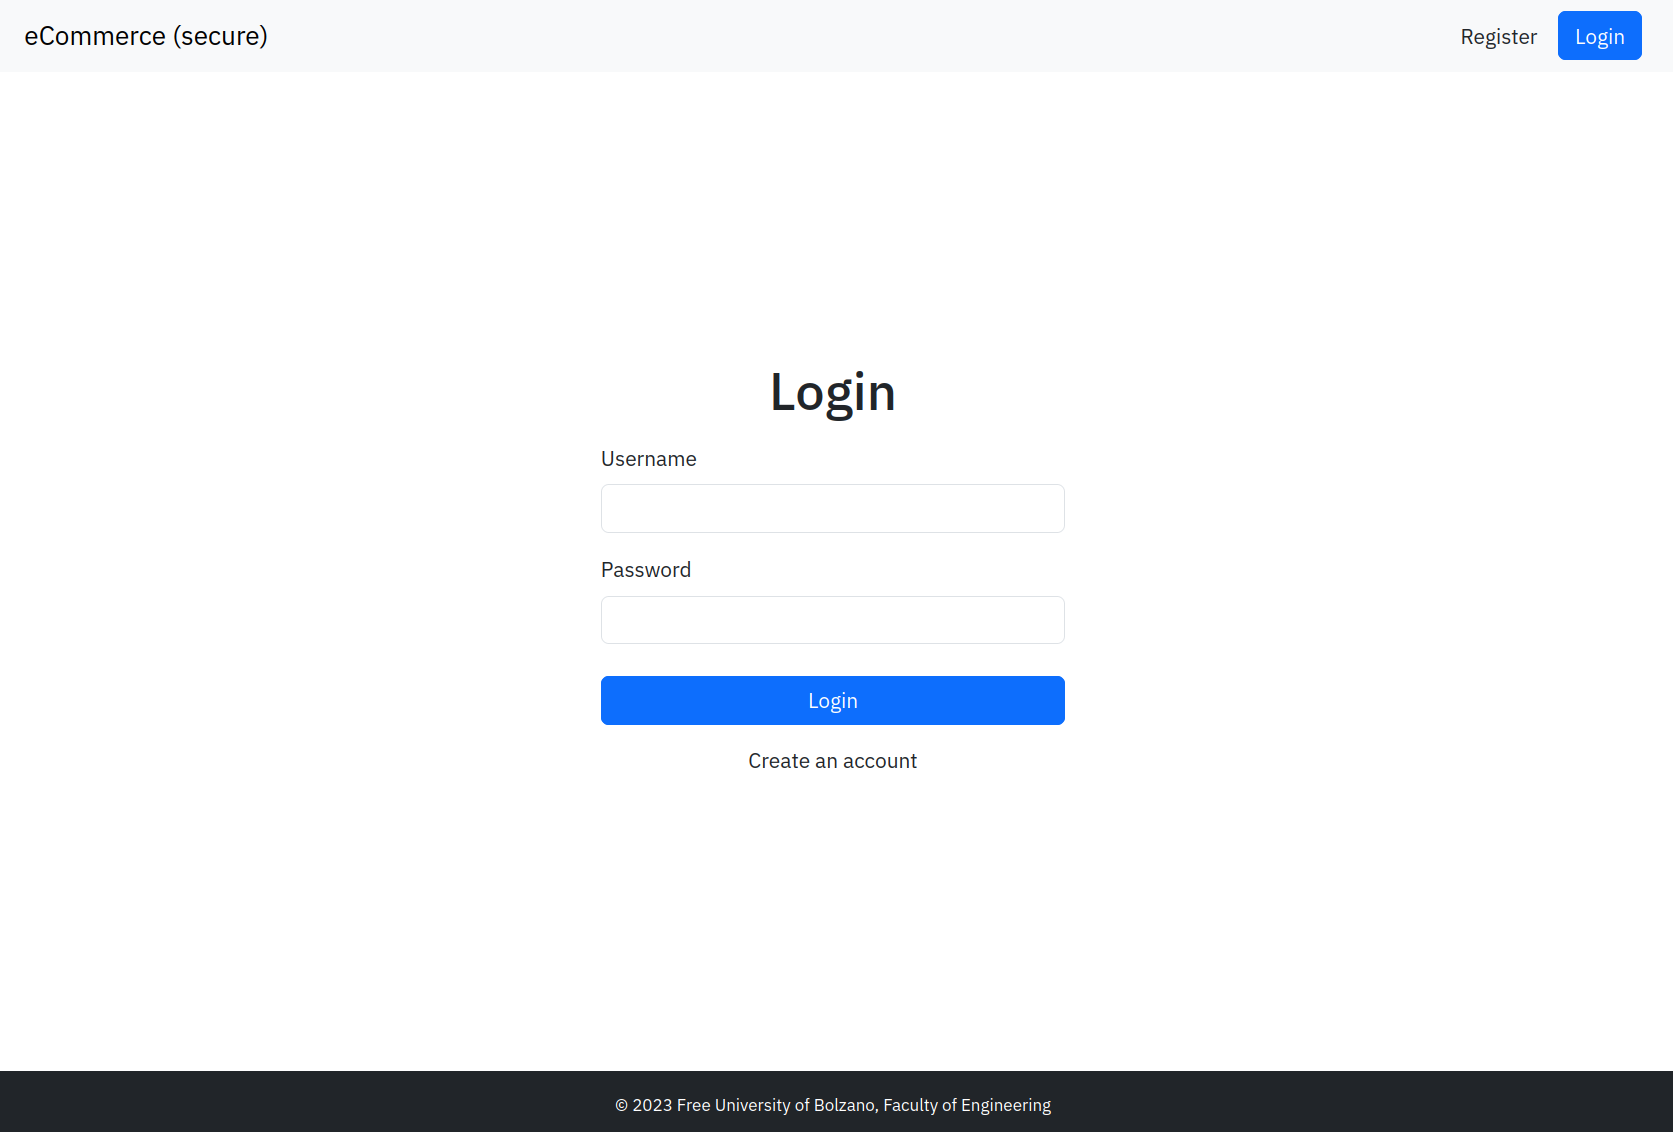 eCommerce (secure)
Register
Login
Login
Username
Password
Login
Create an account
© 2023 Free University of Bolzano, Faculty of Engineering